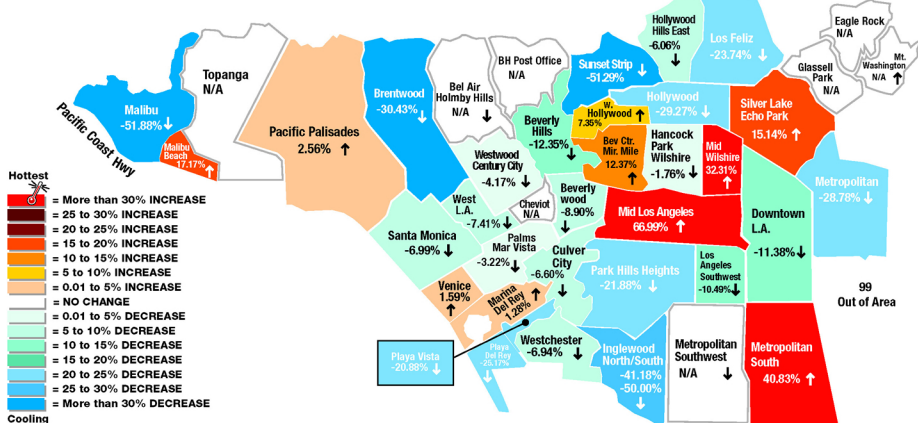 Hollywood
Hills East
-6.06% ↓
Los Feliz
-23.74% ↓
Eagle Rock
N/A
Glassell
Park
N/A
Mt.
Washington
N/A ↑
Topanga
N/A
BH Post Office
N/A
Sunset Strip
-51.29% ↓
Malibu
-51.88% ↓
Malibu
Beach
17.17% ↑
Pacific Coast Hwy
Pacific Palisades
2.56% ↑
Brentwood
-30.43% ↓
Bel Air
Holmby Hills
N/A ↓
Beverly
Hills
-12.35% ↓
W.
Hollywood ↑
7.35%
Hollywood
-29.27% ↓
Silver Lake
Echo Park
15.14% ↑
Bev Ctr.
Mir. Mile
12.37%
↑
Hancock
Park
Wilshire
-1.76% ↓
Mid
Wilshire
32.31%
↑
Metropolitan
-28.78% ↓
Westwood
Century City
-4.17% ↓
West
L.A.
-7.41% ↓
Cheviot
N/A
Beverly
wood
-8.90%
↓
Mid Los Angeles
66.99% ↑
Downtown
L.A.
-11.38% ↓
Santa Monica
-6.99% ↓
Palms
Mar Vista
-3.22% ↓
Culver
City
-6.60%
↓
Park Hills Heights
-21.88% ↓
Los
Angeles
Southwest
-10.49% ↓
99
Out of Area
Venice
1.59%
↑
Marina
Del Rey
1.28% ↑
Playa Vista
-20.88% ↓
Playa
Del Rey
-25.17%
↓
Westchester
-6.94% ↓
Inglewood
North/South
-41.18%
-50.00%
↓
Metropolitan
Southwest
N/A ↓
Metropolitan
South
40.83% ↑
Hottest
= More than 30% INCREASE
= 25 to 30% INCREASE
= 20 to 25% INCREASE
= 15 to 20% INCREASE
= 10 to 15% INCREASE
= 5 to 10% INCREASE
= 0.01 to 5% INCREASE
= NO CHANGE
= 0.01 to 5% DECREASE
= 5 to 10% DECREASE
= 10 to 15% DECREASE
= 15 to 20% DECREASE
= 20 to 25% DECREASE
= 25 to 30% DECREASE
= More than 30% DECREASE
Cooling